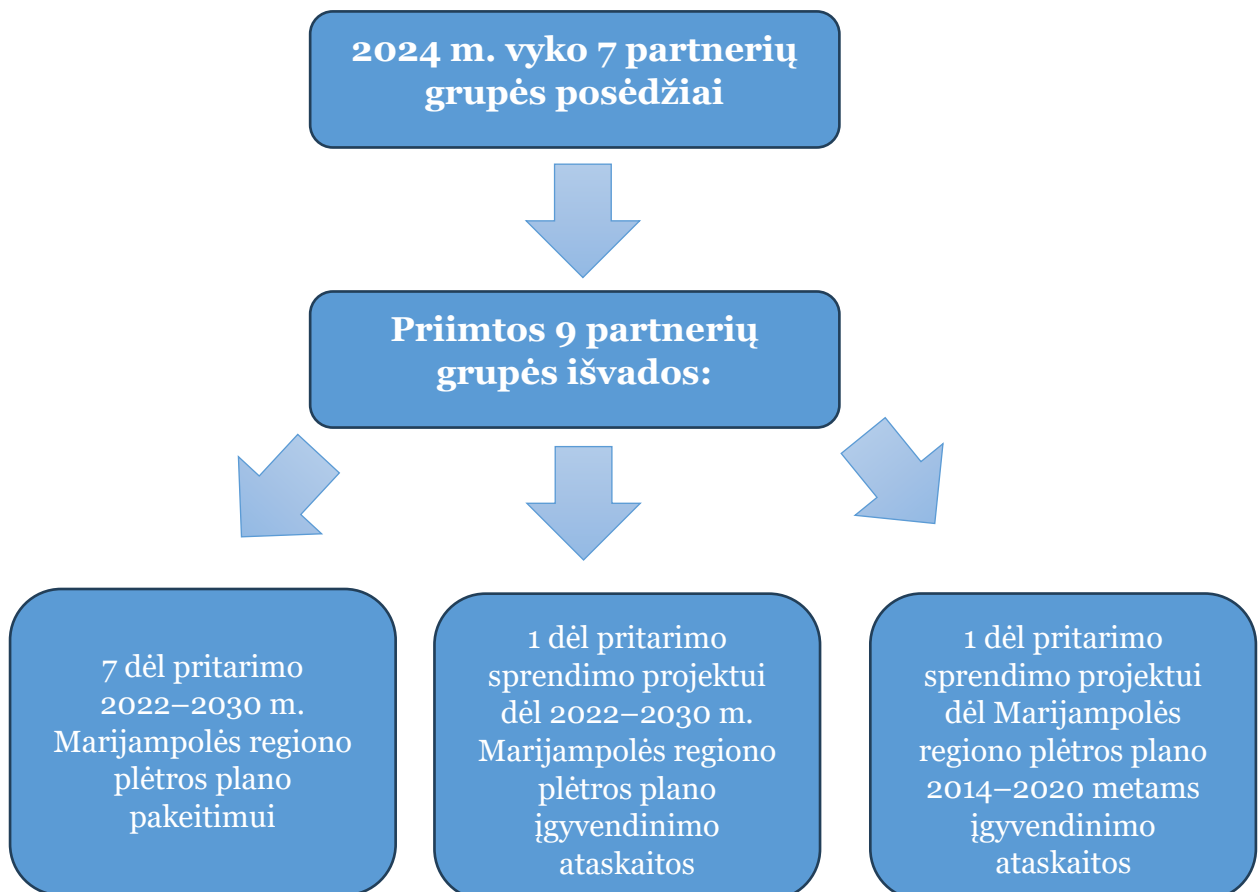 2024 m. vyko 7 partnerių
grupės posėdžiai
Priimtos 9 partnerių
grupės išvados:
7 dėl pritarimo
2022–2030 m.
Marijampolės regiono
plėtros plano
pakeitimui
1 dėl pritarimo
sprendimo projektui
dėl 2022–2030 m.
Marijampolės regiono
plėtros plano
įgyvendinimo
ataskaitos
1 dėl pritarimo
sprendimo projektui
dėl Marijampolės
regiono plėtros plano
2014–2020 metams
įgyvendinimo
ataskaitos